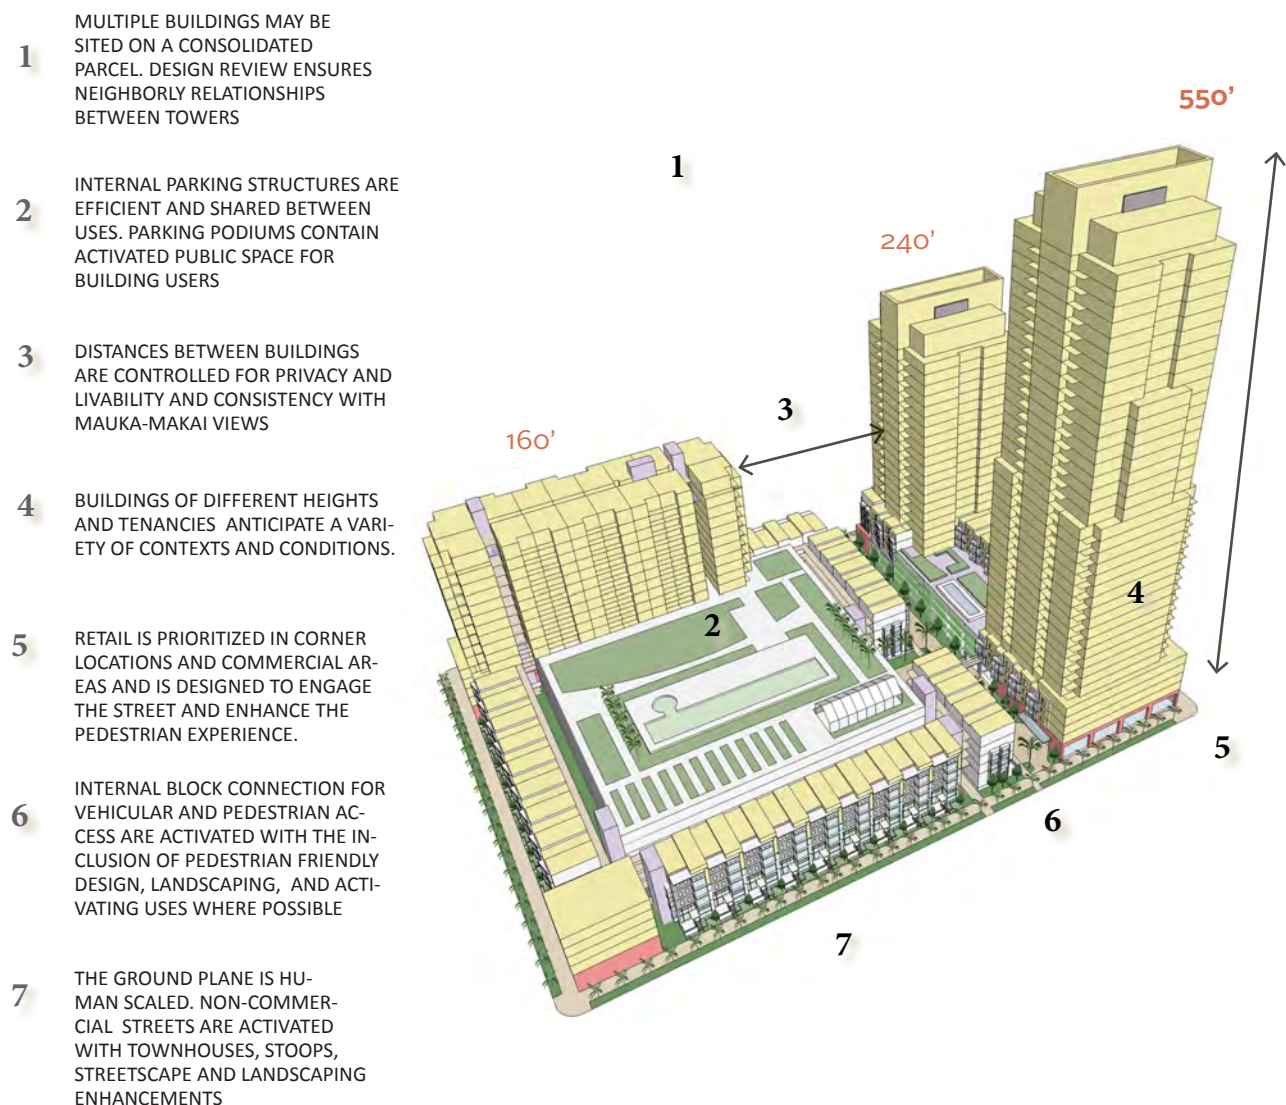 1
MULTIPLE BUILDINGS MAY BE
SITED ON A CONSOLIDATED
PARCEL. DESIGN REVIEW ENSURES
NEIGHBORLY RELATIONSHIPS
BETWEEN TOWERS
2
INTERNAL PARKING STRUCTURES ARE
EFFICIENT AND SHARED BETWEEN
USES. PARKING PODIUMS CONTAIN
ACTIVATED PUBLIC SPACE FOR
BUILDING USERS
3
DISTANCES BETWEEN BUILDINGS
ARE CONTROLLED FOR PRIVACY AND
LIVABILITY AND CONSISTENCY WITH
MAUKA-MAKAI VIEWS
4
BUILDINGS OF DIFFERENT HEIGHTS
AND TENANCIES  ANTICIPATE A VARI-
ETY OF CONTEXTS AND CONDITIONS.
5
RETAIL IS PRIORITIZED IN CORNER
LOCATIONS AND COMMERCIAL AR-
EAS AND IS DESIGNED TO ENGAGE
THE STREET AND ENHANCE THE
PEDESTRIAN EXPERIENCE.
6
INTERNAL BLOCK CONNECTION FOR
VEHICULAR AND PEDESTRIAN AC-
CESS ARE ACTIVATED WITH THE IN-
CLUSION OF PEDESTRIAN FRIENDLY
DESIGN, LANDSCAPING,  AND ACTI-
VATING USES WHERE POSSIBLE
7
THE GROUND PLANE IS HU-
MAN SCALED. NON-COMMER-
CIAL  STREETS ARE ACTIVATED
WITH TOWNHOUSES, STOOPS,
STREETSCAPE AND LANDSCAPING
ENHANCEMENTS
550'
1
240'
3
160'
4
2
5
6
7